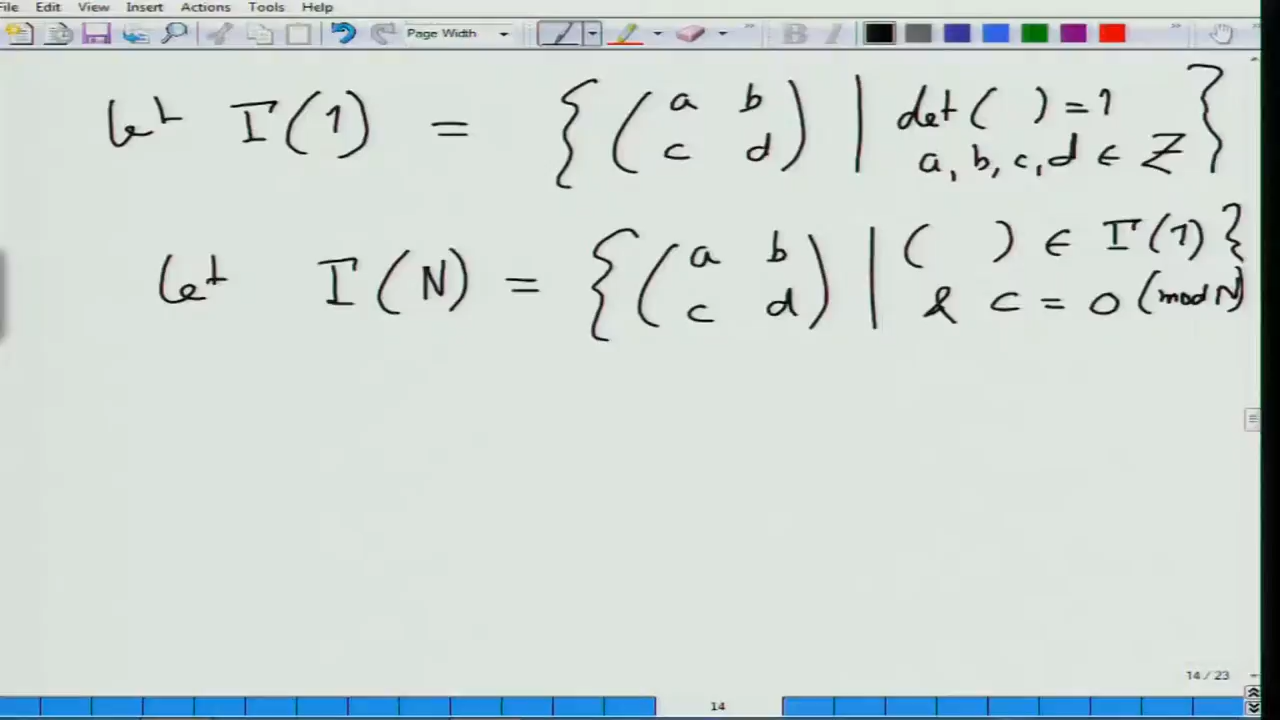 File Edit View Insert Actions Tools Help
Page Width
let Γ(1) = { ( a b c d ) | det ( ) = 1 a, b, c, d ∈ Z }
let Γ(N) = { ( a b c d ) | ( ) ∈ Γ(1) } & c = 0 (mod N)
14 / 23
14